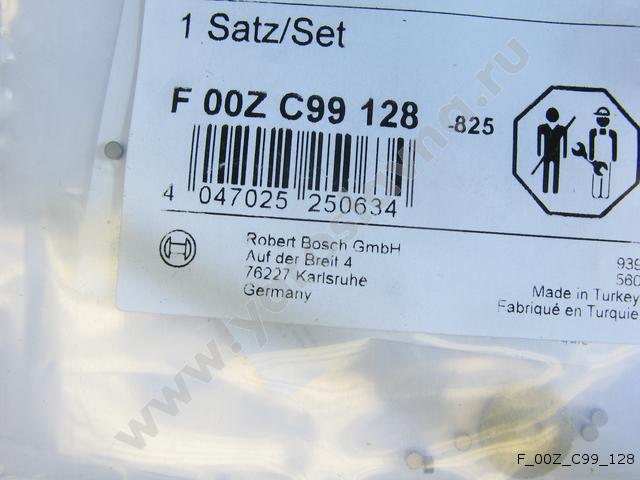 1 Satz/Set
F 00Z C99 128 -825
4 047025 250634
Robert Bosch GmbH
Auf der Breit 4
76227 Karlsruhe
Germany
939
560
Made in Turkey
Fabriqué en Turquie
F_00Z_C99_128